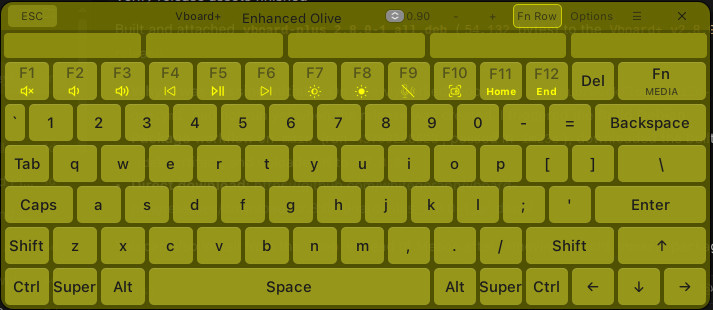 ESC Vboard+ Enhanced Olive 0.90 - + Fn Row Options ☰ ✕
F1 F2 F3 F4 F5 F6 F7 F8 F9 F10 F11 F12 Del Fn
Home End MEDIA
` 1 2 3 4 5 6 7 8 9 0 - = Backspace
Tab q w e r t y u i o p [ ] \
Caps a s d f g h j k l ; ' Enter
Shift z x c v b n m , . / Shift ↑
Ctrl Super Alt Space Alt Super Ctrl ← ↓ →